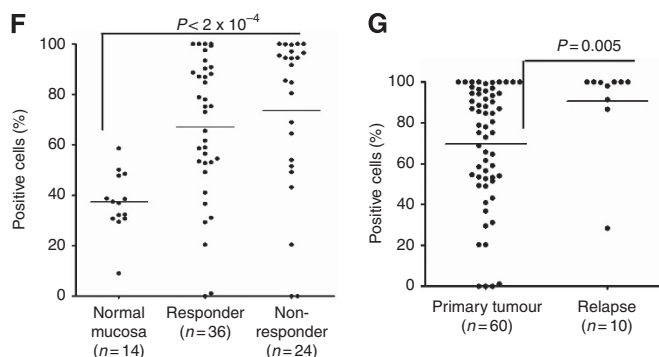 F
P < 2 x 10⁻⁴
Positive cells (%)
100
80
60
40
20
0
Normal mucosa (n=14)
Responder (n=36)
Non-responder (n=24)
G
P = 0.005
Positive cells (%)
100
80
60
40
20
0
Primary tumour (n=60)
Relapse (n=10)